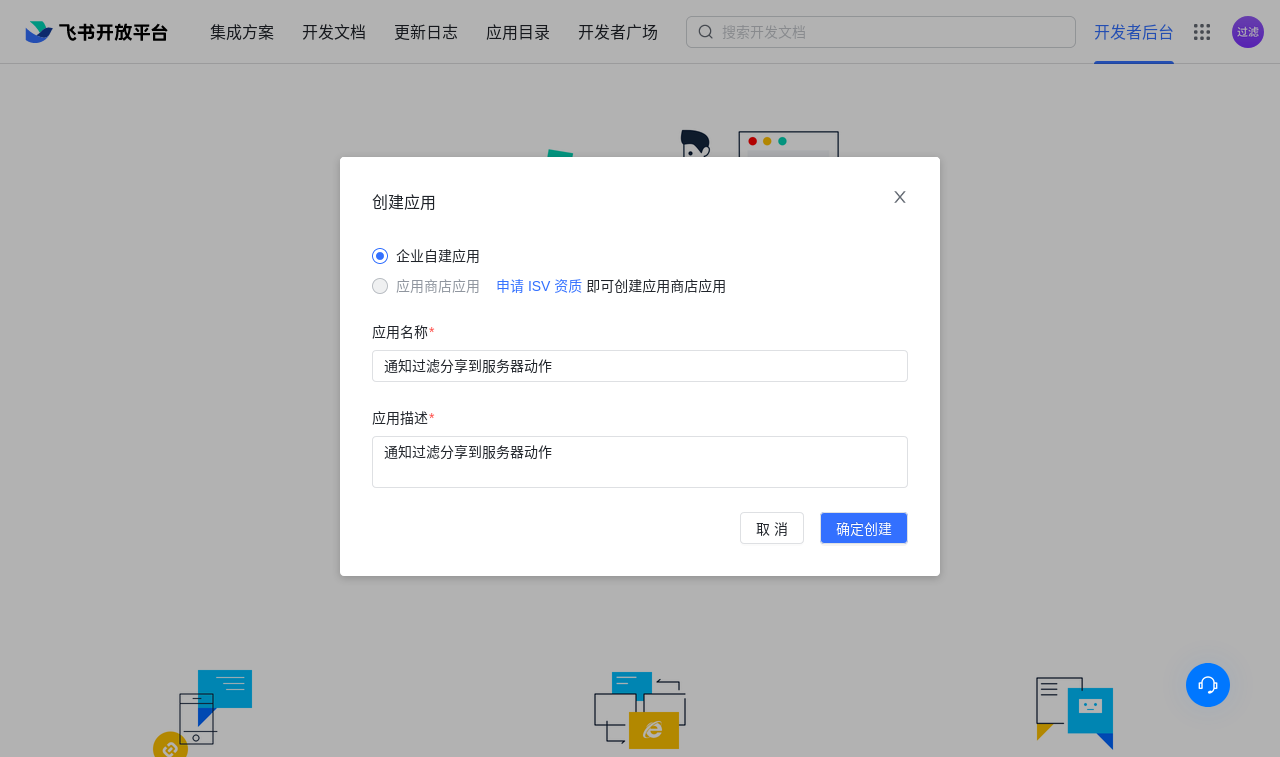 飞书开放平台 集成方案 开发文档 更新日志 应用目录 开发者广场 搜索开发文档 开发者后台 过滤
创建应用
企业自建应用
应用商店应用 申请 ISV 资质 即可创建应用商店应用
应用名称*
通知过滤分享到服务器动作
应用描述*
通知过滤分享到服务器动作
取 消 确定创建